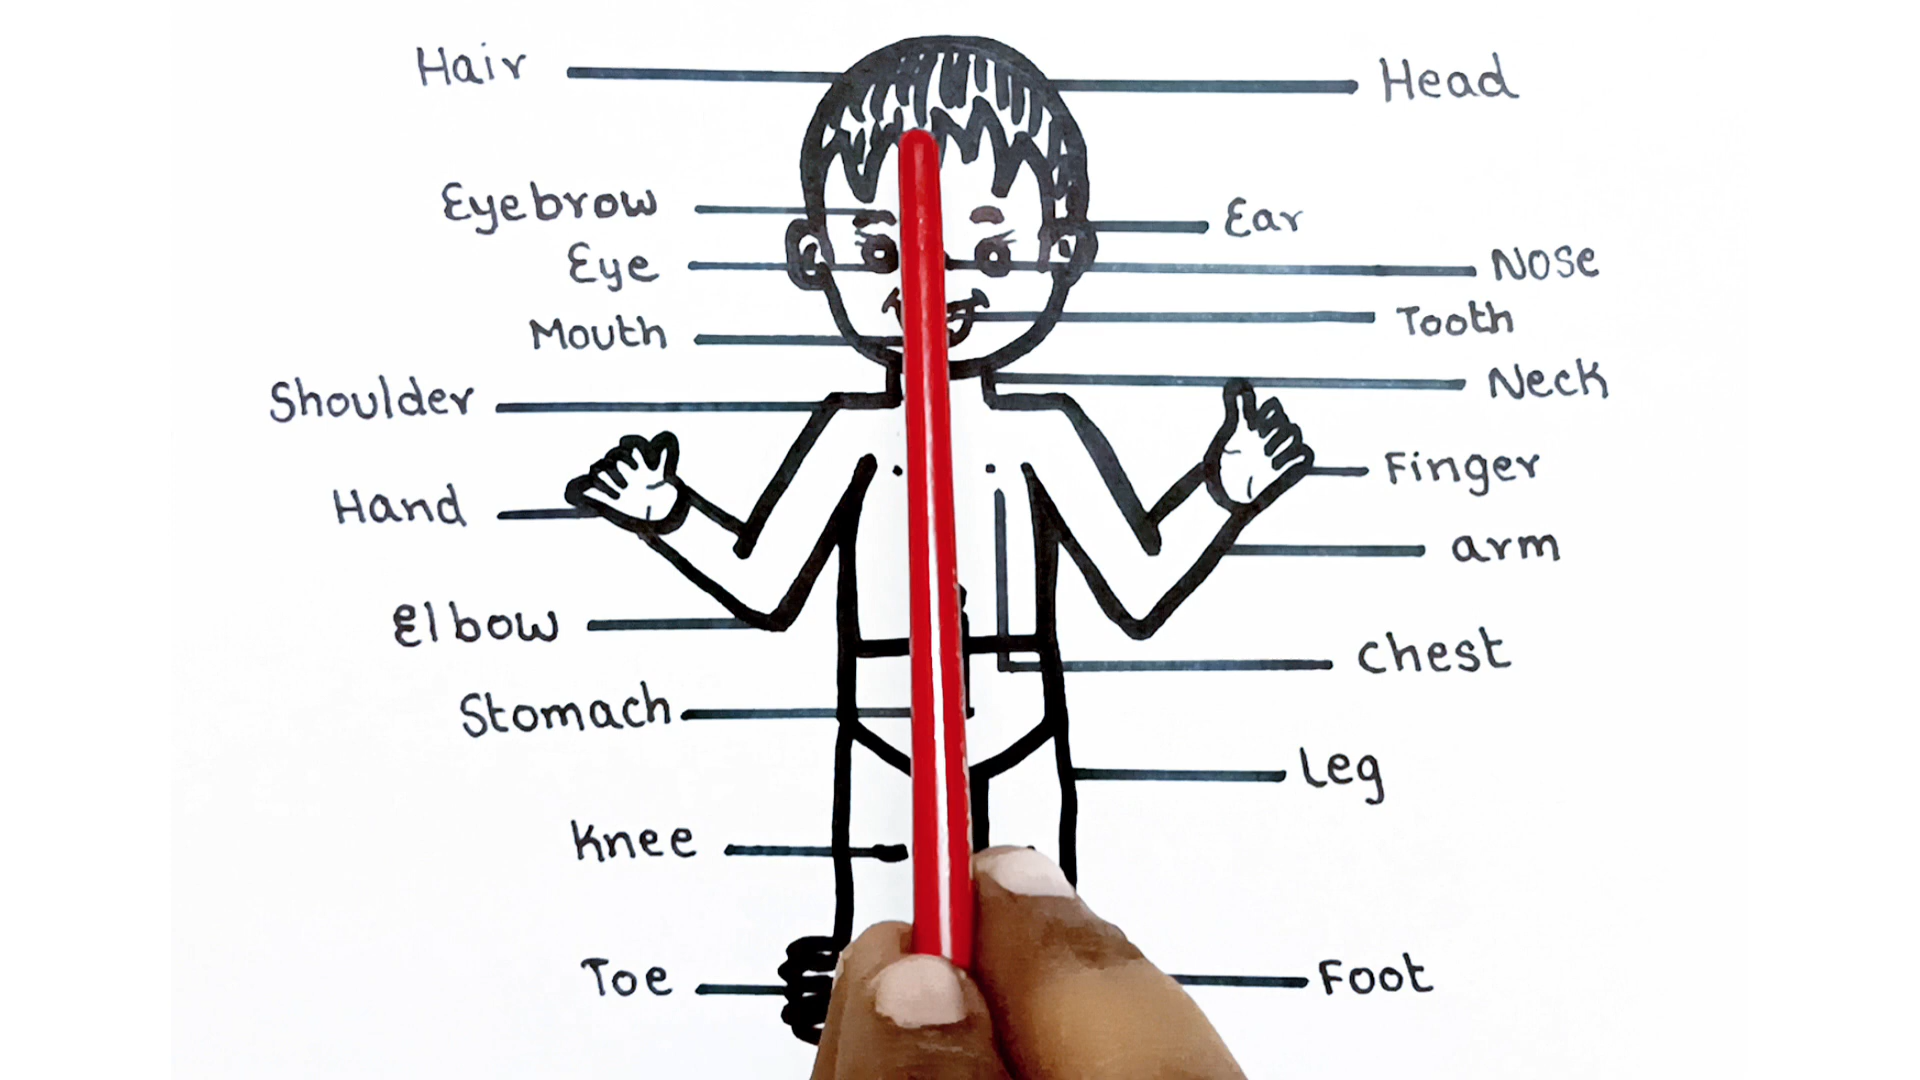 Hair
Head
Eyebrow
Ear
Eye
Nose
Mouth
Tooth
Shoulder
Neck
Hand
Finger
arm
Elbow
Chest
Stomach
Leg
Knee
Toe
Foot